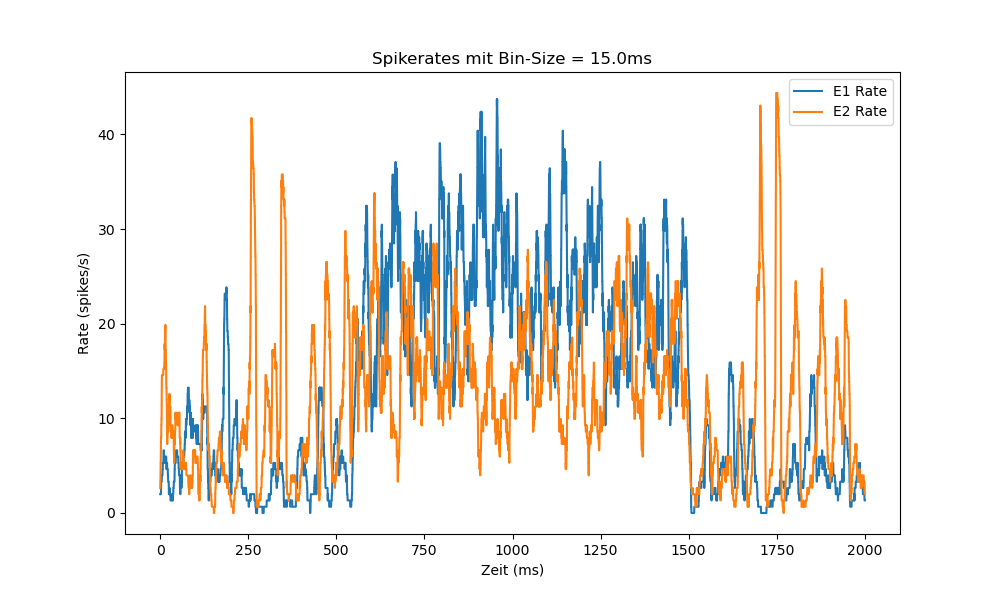 Spikerates mit Bin-Size = 15.0ms
E1 Rate
E2 Rate
Rate (spikes/s)
40
30
20
10
0
0 250 500 750 1000 1250 1500 1750 2000
Zeit (ms)